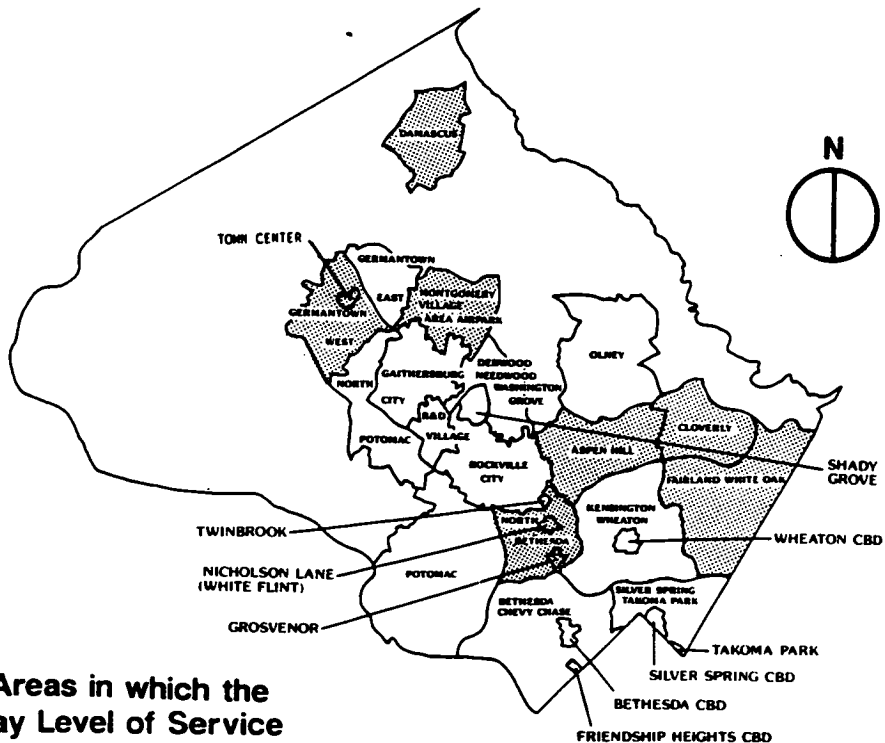 N
DAMASCUS
TOWN CENTER
GERMANTOWN
EAST
MONTGOMERY
VILLAGE
AREA AIRPARK
GERMANTOWN
WEST
OLNEY
DERWOOD
NEEDWOOD
WASHINGTON
GROVE
GAITHERSBURG
CITY
NORTH
POTOMAC
R&D
VILLAGE
CLOVERLY
ASPEN HILL
ROCKVILLE
CITY
SHADY
GROVE
FAIRLAND WHITE OAK
KENSINGTON
WHEATON
TWINBROOK
NORTH
BETHESDA
WHEATON CBD
NICHOLSON LANE
(WHITE FLINT)
POTOMAC
GROSVENOR
BETHESDA
CHEVY CHASE
SILVER SPRING
TAKOMA PARK
TAKOMA PARK
SILVER SPRING CBD
BETHESDA CBD
FRIENDSHIP HEIGHTS CBD
Areas in which the
ay Level of Service